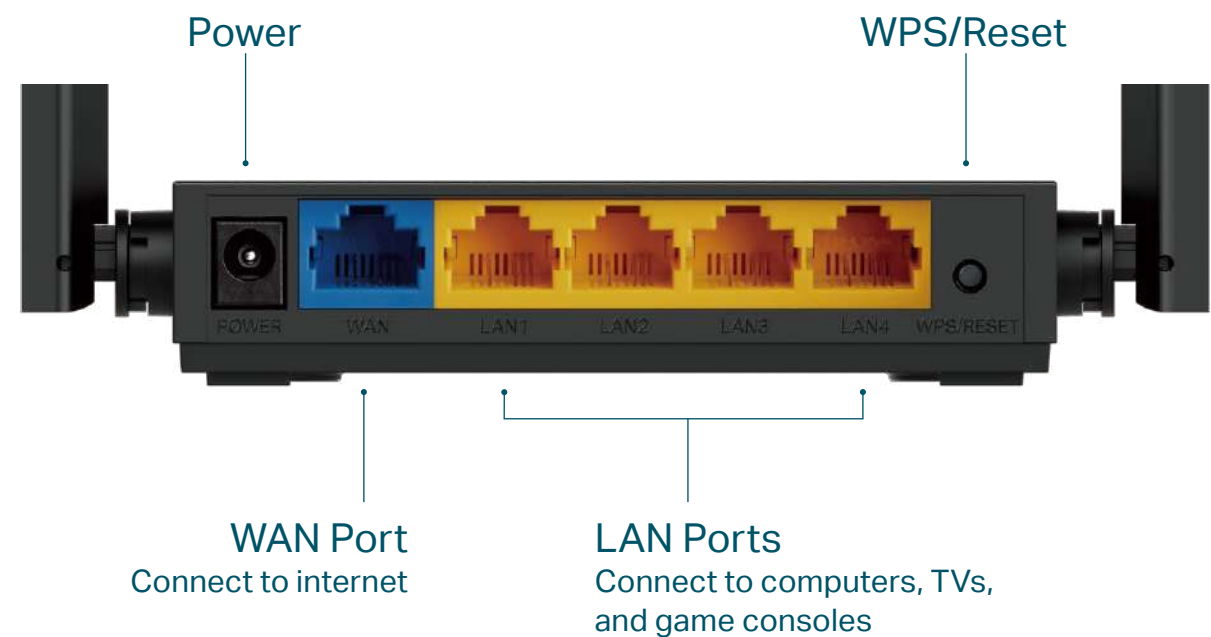 Power
WPS/Reset
POWER
WAN
LAN1
LAN2
LAN3
LAN4
WPS/RESET
WAN Port
Connect to internet
LAN Ports
Connect to computers, TVs,
and game consoles